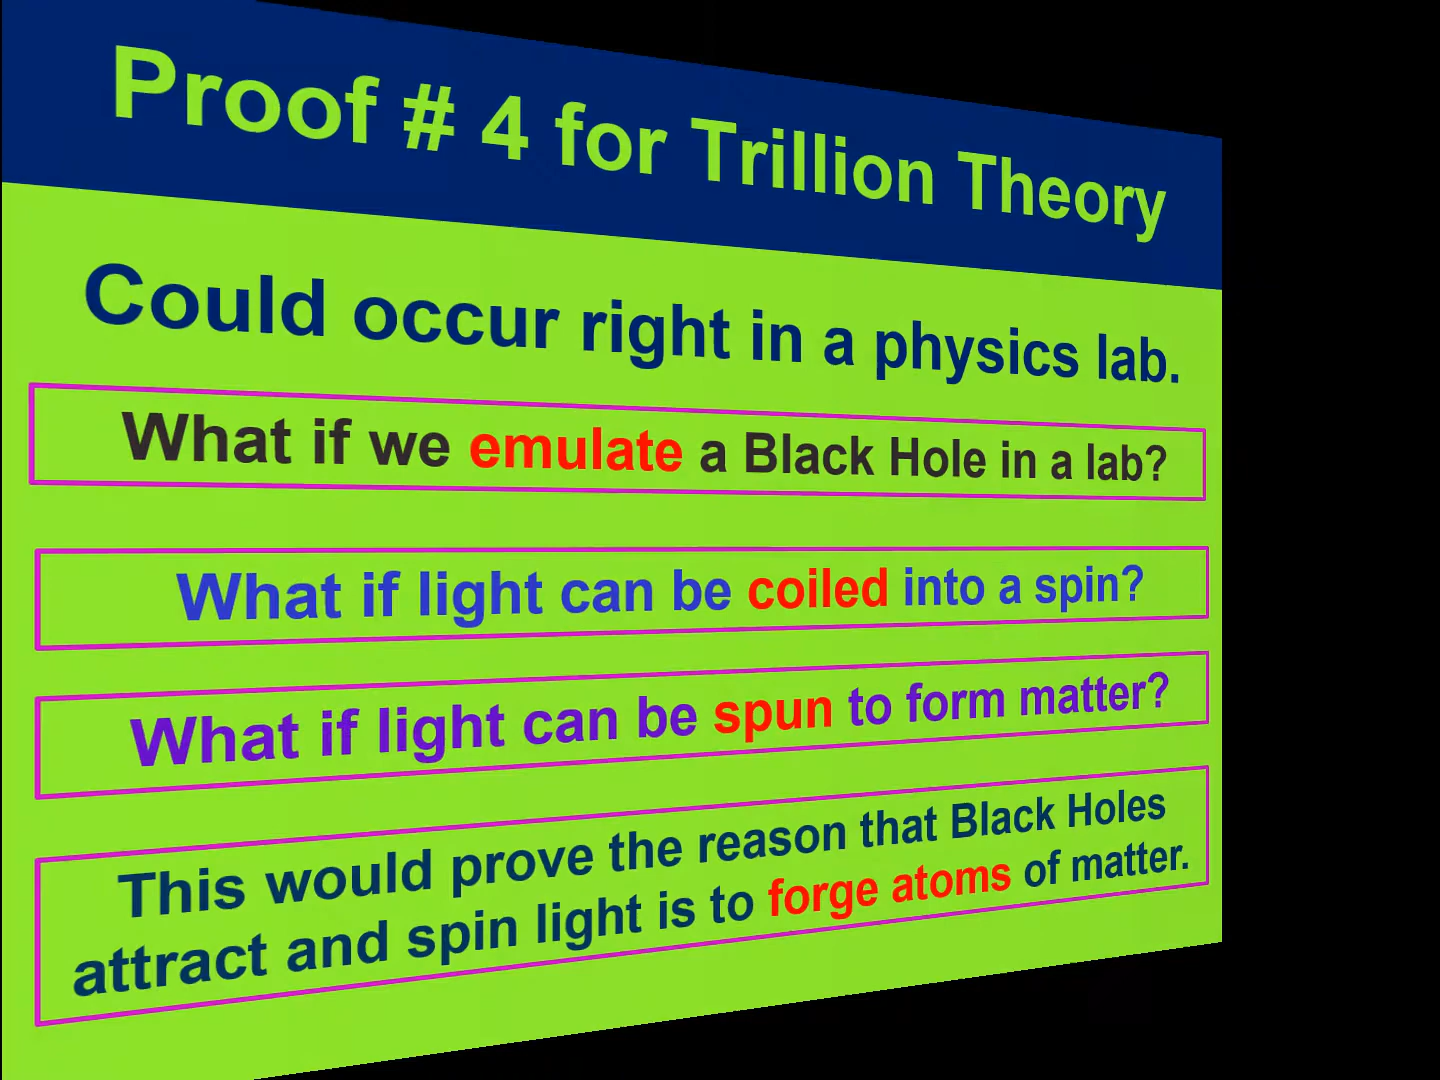 Proof # 4 for Trillion Theory
Could occur right in a physics lab.
What if we emulate a Black Hole in a lab?
What if light can be coiled into a spin?
What if light can be spun to form matter?
This would prove the reason that Black Holes
attract and spin light is to forge atoms of matter.